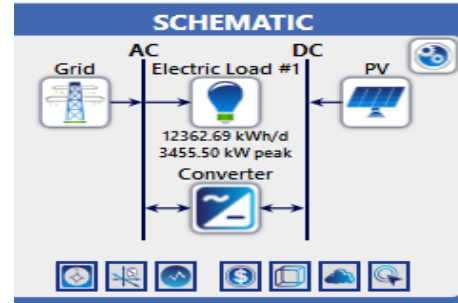 SCHEMATIC
AC DC
Grid Electric Load #1 PV
12362.69 kWh/d
3455.50 kW peak
Converter